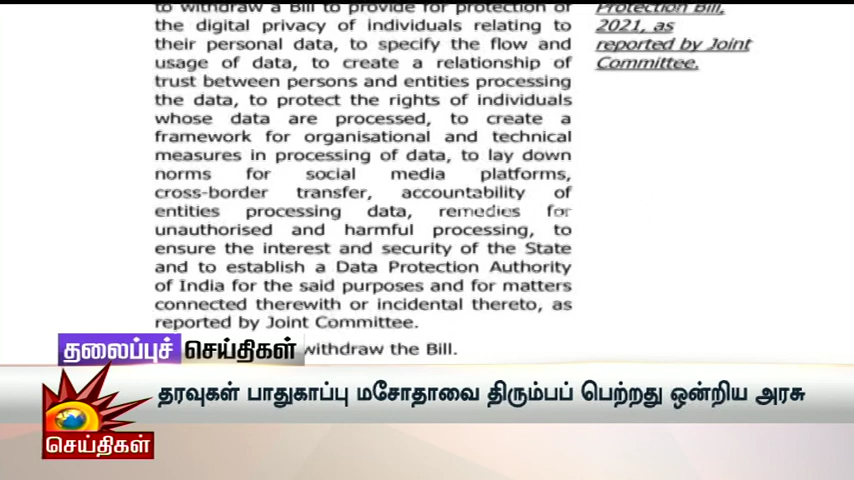 to withdraw a Bill to provide for protection of
the digital privacy of individuals relating to
their personal data, to specify the flow and
usage of data, to create a relationship of
trust between persons and entities processing
the data, to protect the rights of individuals
whose data are processed, to create a
framework for organisational and technical
measures in processing of data, to lay down
norms for social media platforms,
cross-border transfer, accountability of
entities processing data, remedies for
unauthorised and harmful processing, to
ensure the interest and security of the State
and to establish a Data Protection Authority
of India for the said purposes and for matters
connected therewith or incidental thereto, as
reported by Joint Committee.
withdraw the Bill.
Protection Bill,
2021, as
reported by Joint
Committee.
தலைப்புச் செய்திகள்
தரவுகள் பாதுகாப்பு மசோதாவை திரும்பப் பெற்றது ஒன்றிய அரசு
செய்திகள்